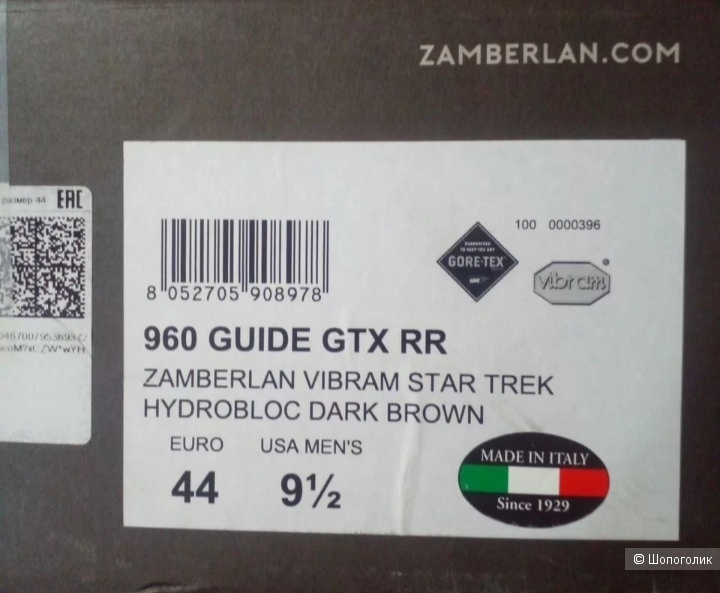 ZAMBERLAN.COM
размер 44 EAC
100 0000396
GORE-TEX
vibram
8 052705 908978
960 GUIDE GTX RR
ZAMBERLAN VIBRAM STAR TREK
HYDROBLOC DARK BROWN
EURO USA MEN'S
44 9½
MADE IN ITALY
Since 1929
© Шопоголик